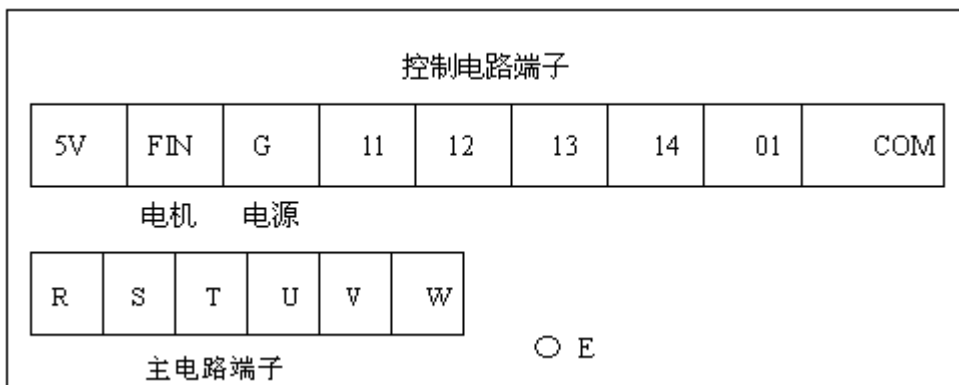 控制电路端子
5V FIN G 11 12 13 14 01 COM
电机 电源
R S T U V W
E
主电路端子